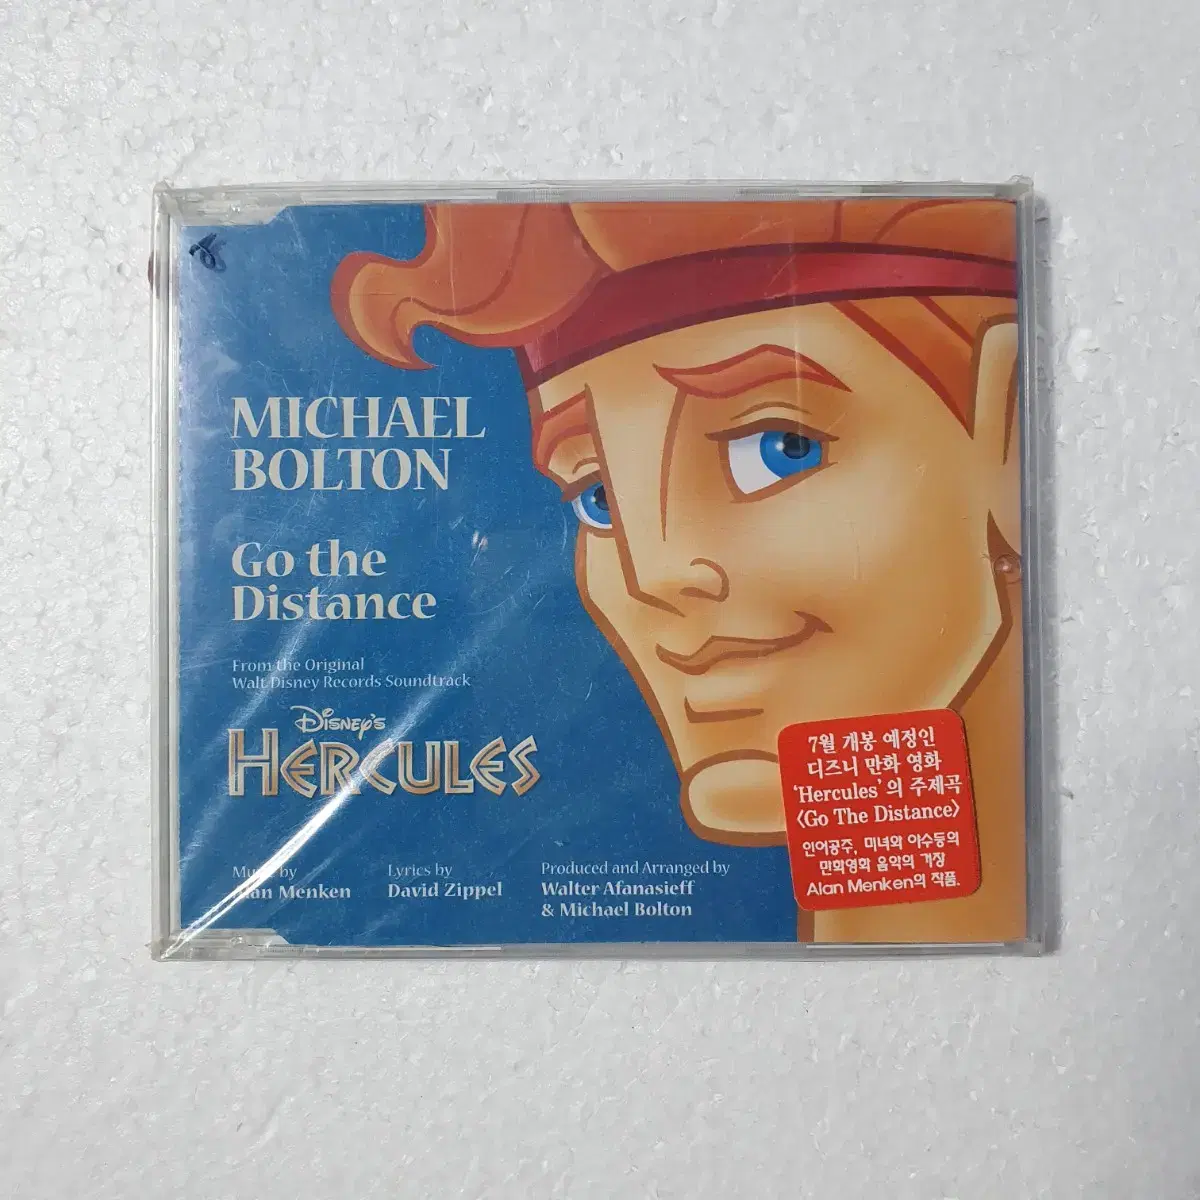 MICHAEL
BOLTON
Go the
Distance
From the Original
Walt Disney Records Soundtrack
DISNEY'S
HERCULES
Music by
Alan Menken
Lyrics by
David Zippel
Produced and Arranged by
Walter Afanasieff
& Michael Bolton
7월 개봉 예정인
디즈니 만화 영화
'Hercules' 의 주제곡
〈Go The Distance〉
인어공주, 미녀와 야수등의
만화영화 음악의 거장
Alan Menken의 작품.